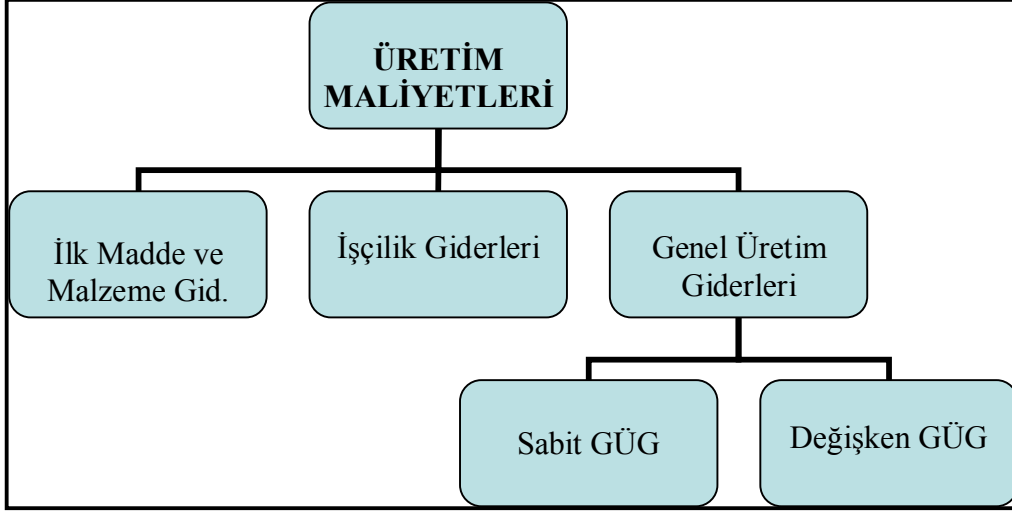 ÜRETİM
MALİYETLERİ
İlk Madde ve
Malzeme Gid.
İşçilik Giderleri
Genel Üretim
Giderleri
Sabit GÜG
Değişken GÜG